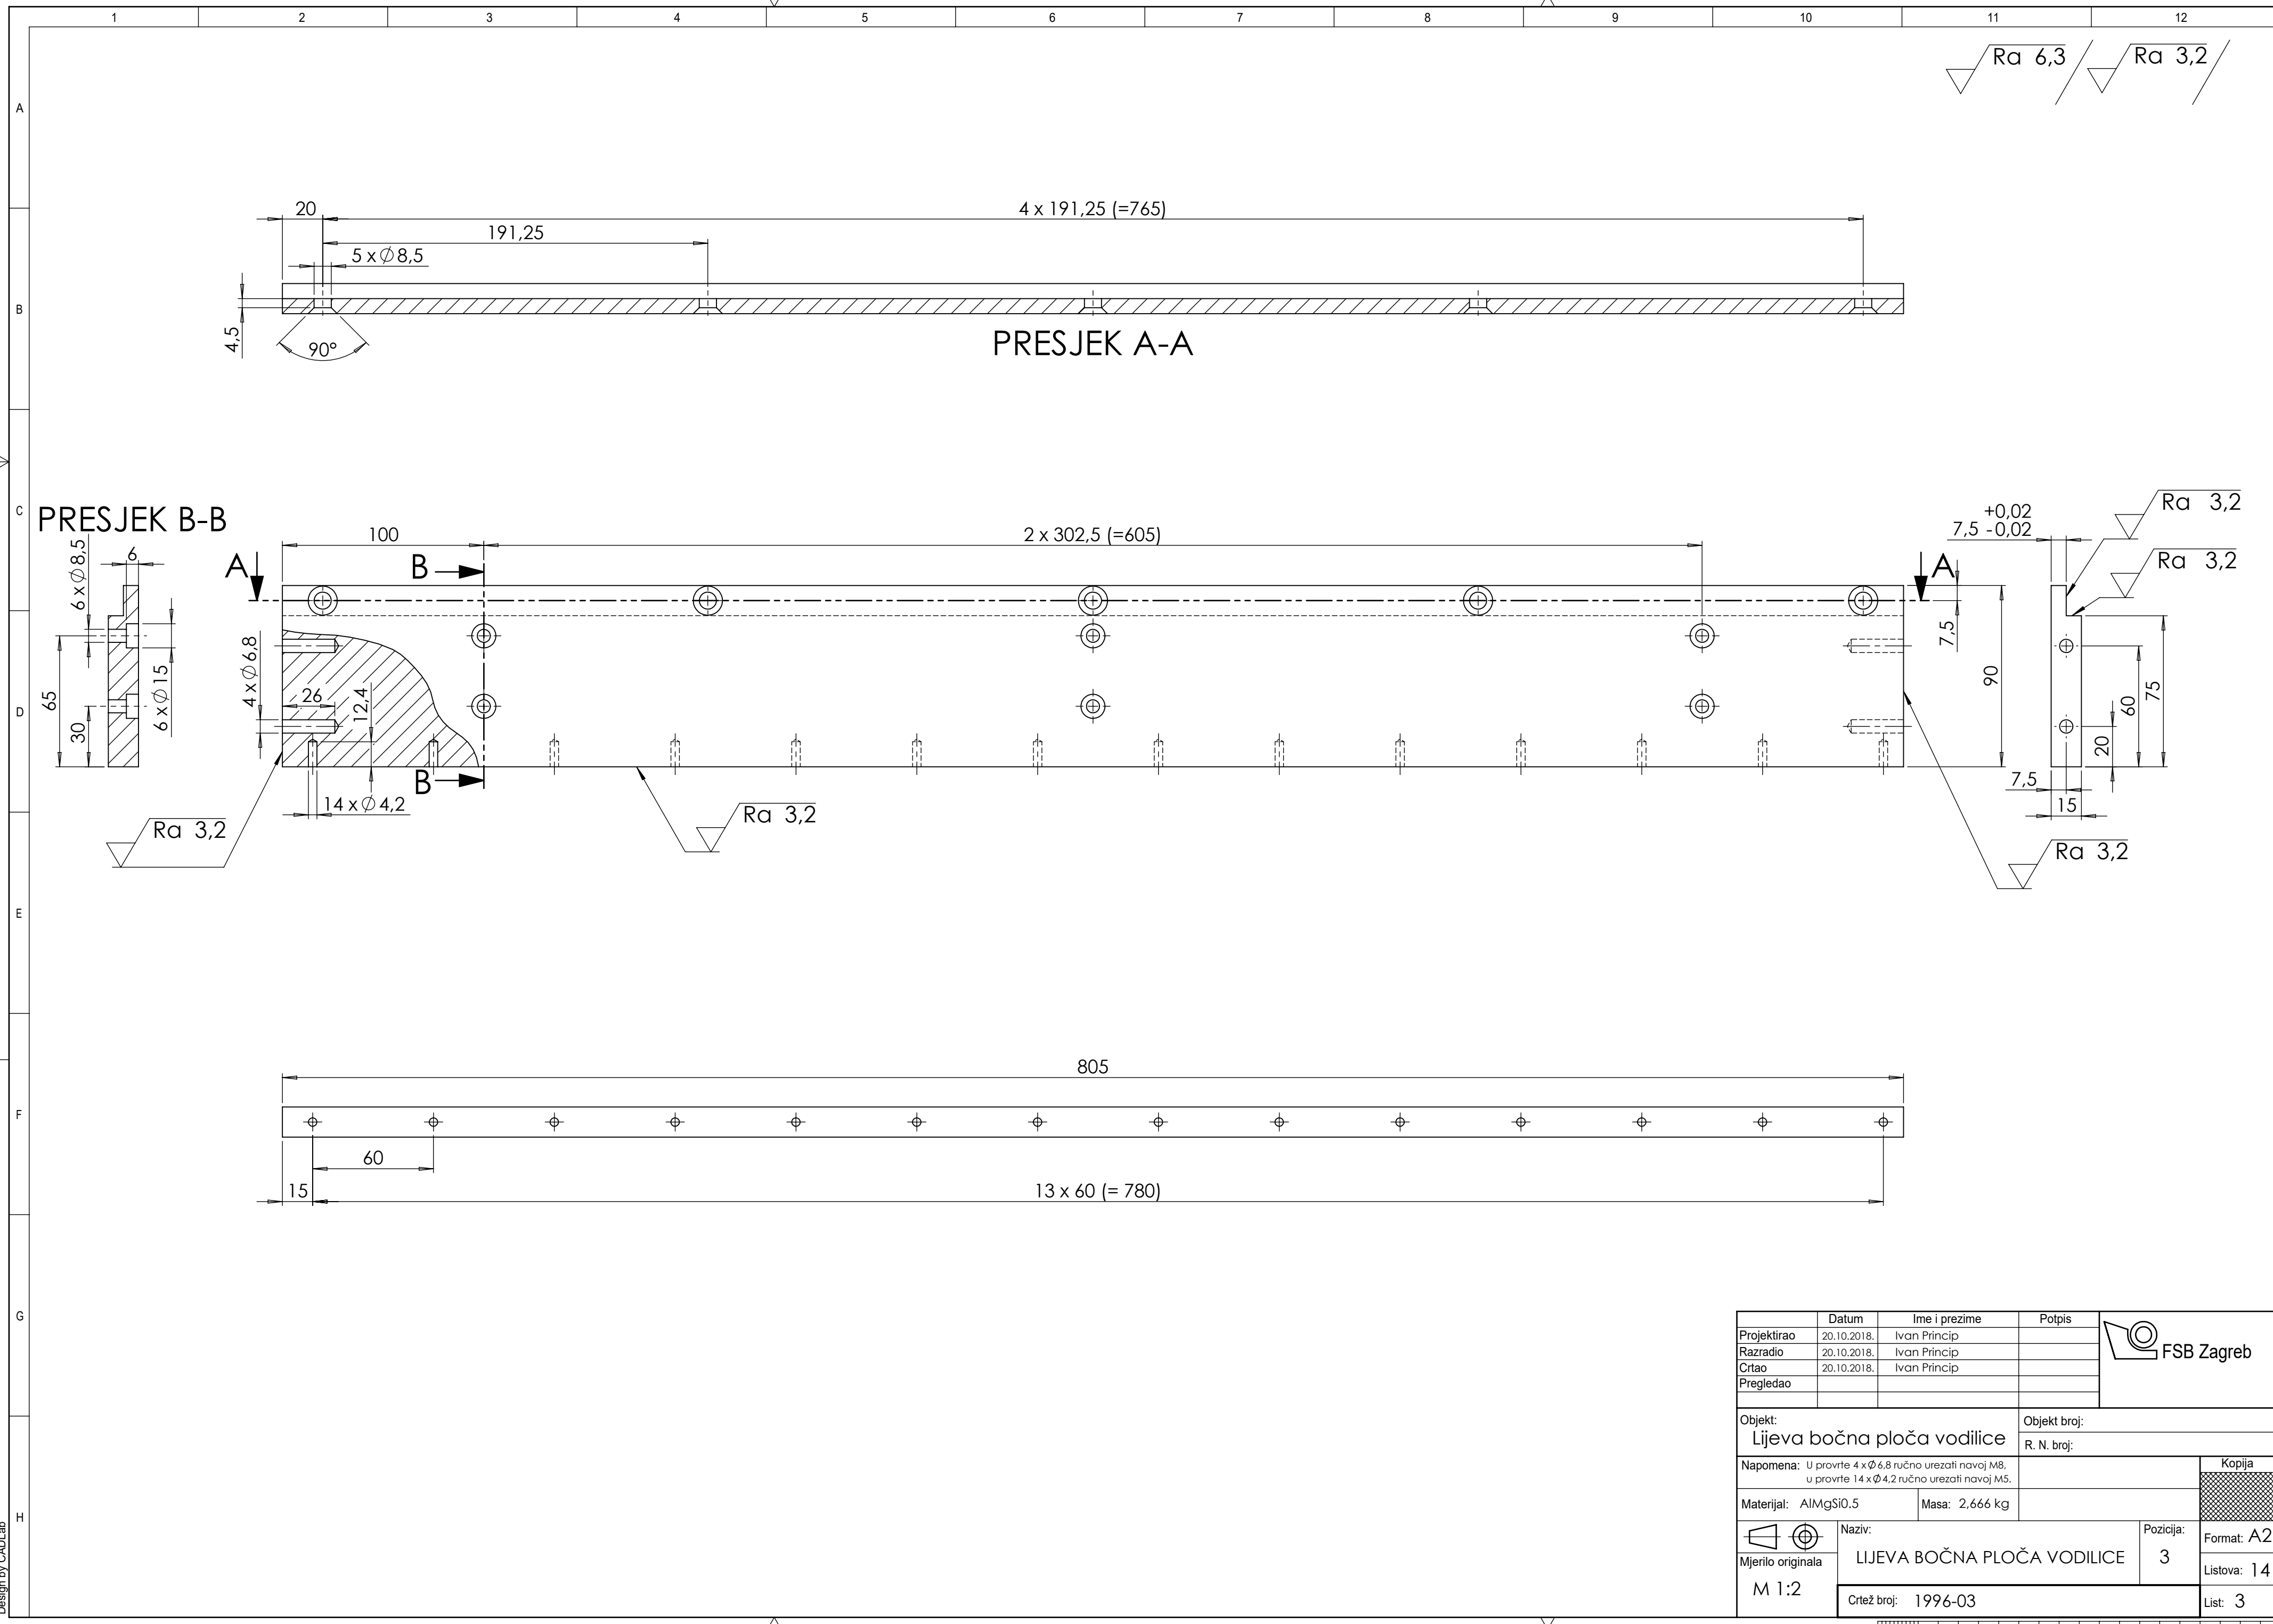 1 2 3 4 5 6 7 8 9 10 11 12
Ra 6,3 Ra 3,2
A
20 4 x 191,25 (=765)
191,25
5 x Ø 8,5
B
4,5
90°
PRESJEK A-A
C
PRESJEK B-B
6 x Ø 8,5
6
65
30
6 x Ø 15
A
100
B
2 x 302,5 (=605)
A
4 x Ø 6,8
26
12,4
B
14 x Ø 4,2
Ra 3,2
Ra 3,2
Ra 3,2
+0,02
7,5 -0,02
Ra 3,2
Ra 3,2
7,5
90
60
75
20
7,5
15
D
E
805
F
60
15
13 x 60 (= 780)
G
H
Design by CADLab
Datum Ime i prezime Potpis
Projektirao 20.10.2018. Ivan Princip
Razradio 20.10.2018. Ivan Princip
Crtao 20.10.2018. Ivan Princip
Pregledao
FSB Zagreb
Objekt:
Lijeva bočna ploča vodilice
Objekt broj:
R. N. broj:
Napomena: U provrte 4 x Ø 6,8 ručno urezati navoj M8,
u provrte 14 x Ø 4,2 ručno urezati navoj M5.
Kopija
Materijal: AlMgSi0.5
Masa: 2,666 kg
Mjerilo originala
M 1:2
Naziv:
LIJEVA BOČNA PLOČA VODILICE
Pozicija:
3
Format: A2
Listova: 14
Crtež broj: 1996-03
List: 3